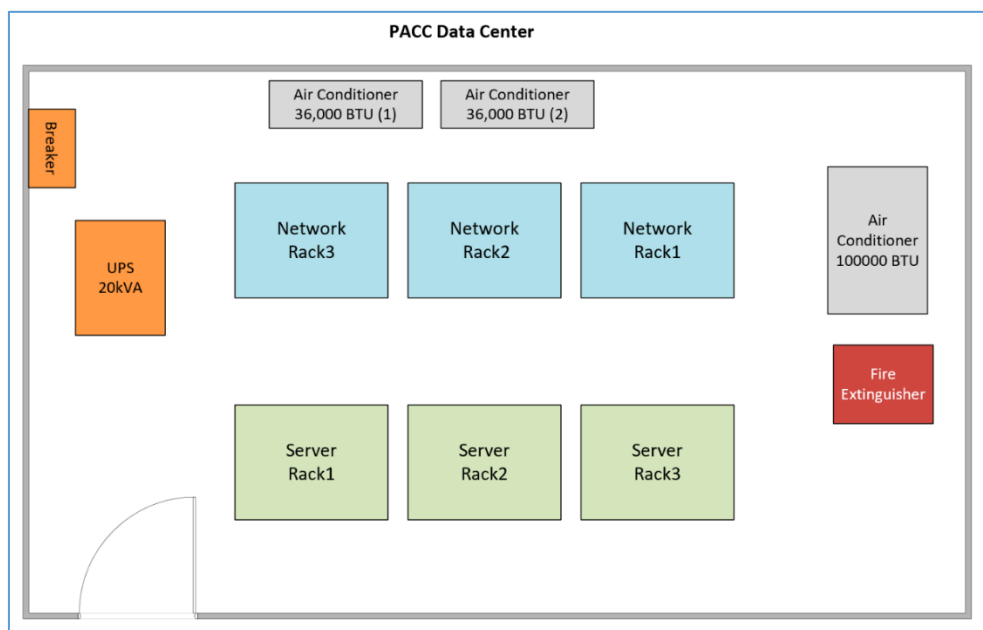 PACC Data Center
Air Conditioner
36,000 BTU (1)
Air Conditioner
36,000 BTU (2)
Breaker
Network
Rack3
Network
Rack2
Network
Rack1
Air
Conditioner
100000 BTU
UPS
20kVA
Fire
Extinguisher
Server
Rack1
Server
Rack2
Server
Rack3